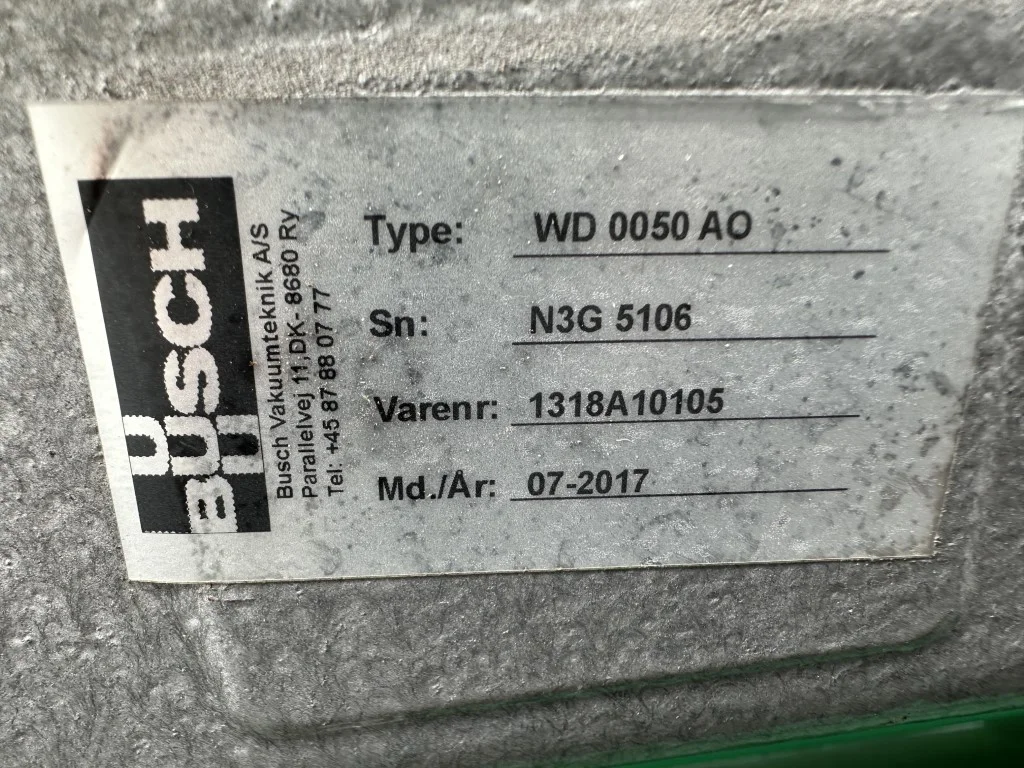 BUSCH
Busch Vakuumteknik A/S
Parallelvej 11,DK- 8680 Ry
Tel: +45 87 88 07 77
Type: WD 0050 AO
Sn: N3G 5106
Varenr: 1318A10105
Md./År: 07-2017